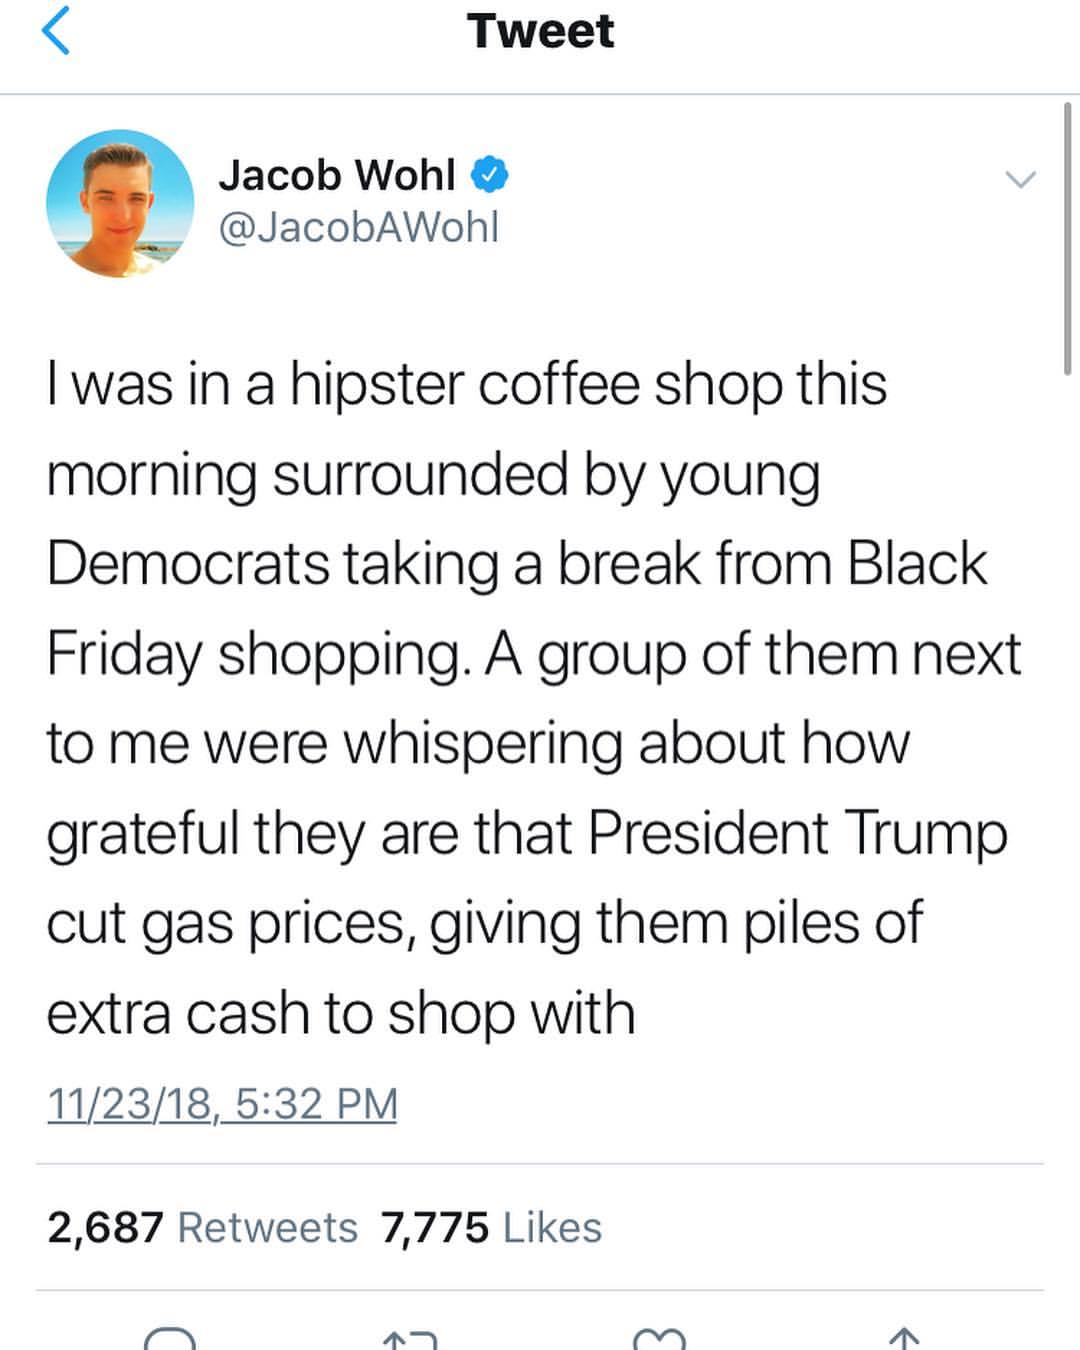 Tweet
Jacob Wohl
@JacobAWohl
I was in a hipster coffee shop this
morning surrounded by young
Democrats taking a break from Black
Friday shopping. A group of them next
to me were whispering about how
grateful they are that President Trump
cut gas prices, giving them piles of
extra cash to shop with
11/23/18, 5:32 PM
2,687 Retweets 7,775 Likes